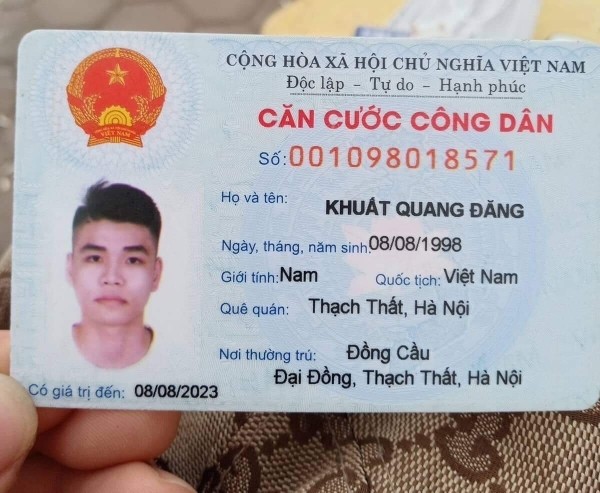 CỘNG HÒA XÃ HỘI CHỦ NGHĨA VIỆT NAM
Độc lập – Tự do – Hạnh phúc
CĂN CƯỚC CÔNG DÂN
Số: 001098018571
Họ và tên: KHUẤT QUANG ĐĂNG
Ngày, tháng, năm sinh: 08/08/1998
Giới tính: Nam Quốc tịch: Việt Nam
Quê quán: Thạch Thất, Hà Nội
Nơi thường trú: Đồng Cầu
Đại Đồng, Thạch Thất, Hà Nội
Có giá trị đến: 08/08/2023